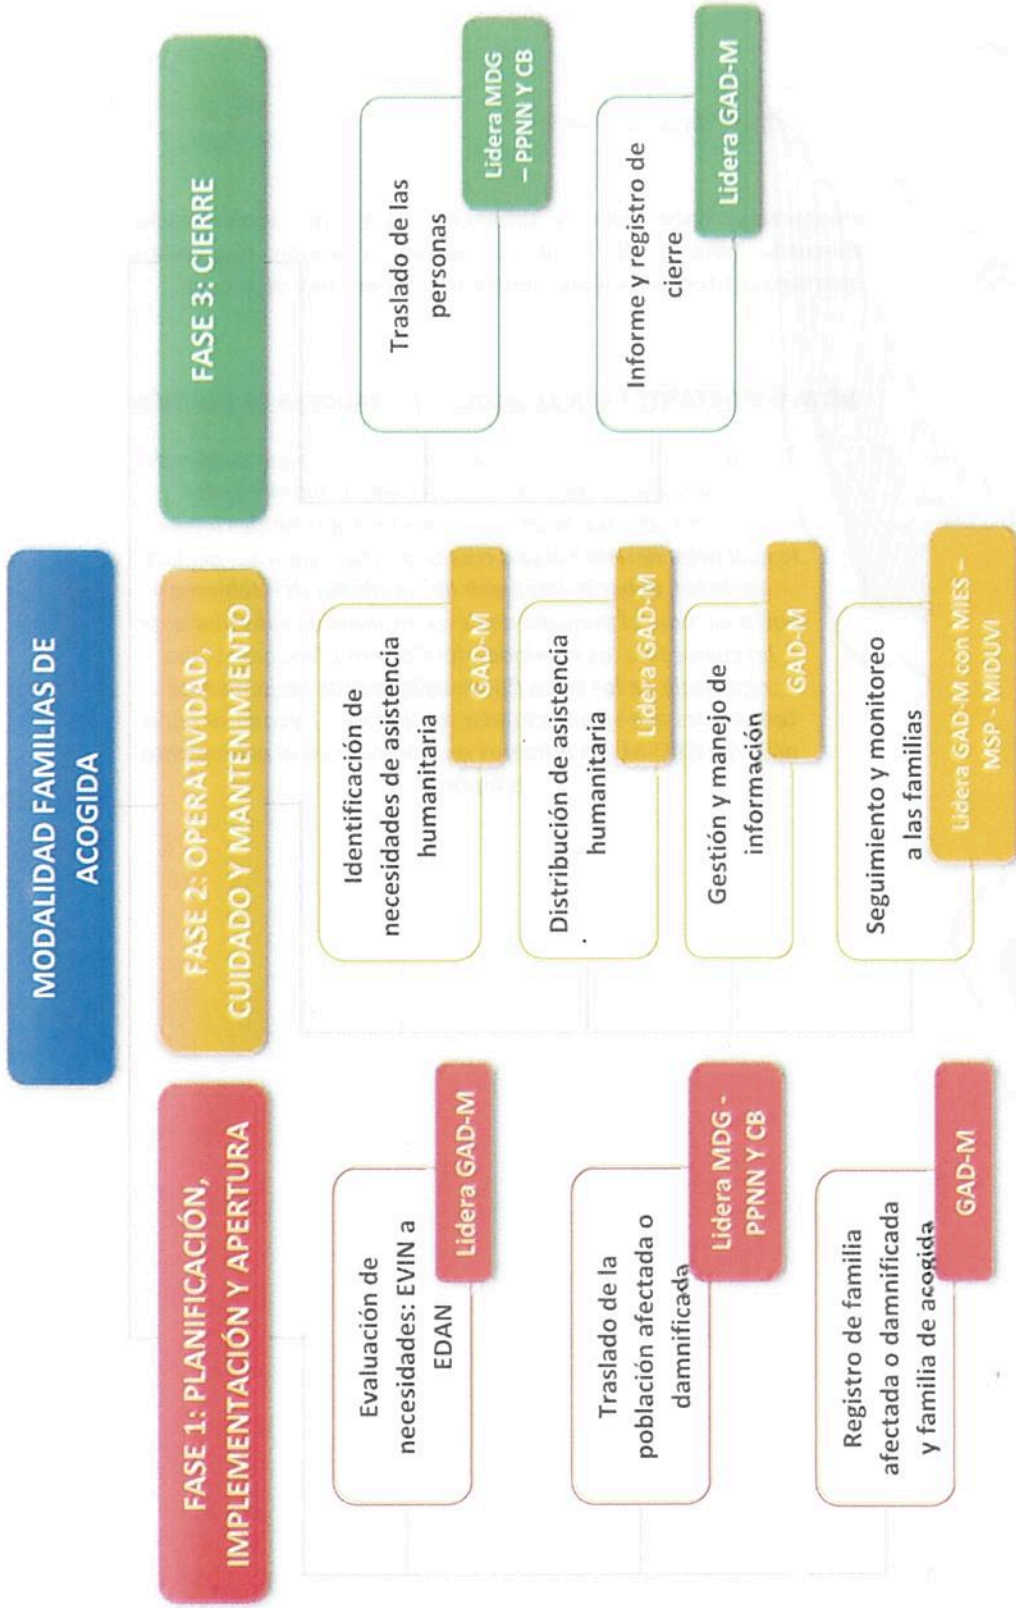 MODALIDAD FAMILIAS DE
ACOGIDA
FASE 1: PLANIFICACIÓN,
IMPLEMENTACIÓN Y APERTURA
Evaluación de
necesidades: EVIN a
EDAN
Lidera GAD-M
Traslado de la
población afectada o
damnificada
Lidera MDG -
PPNN Y CB
Registro de familia
afectada o damnificada
y familia de acogida
GAD-M
FASE 2: OPERATIVIDAD,
CUIDADO Y MANTENIMIENTO
Identificación de
necesidades de asistencia
humanitaria
GAD-M
Distribución de asistencia
humanitaria
Lidera GAD-M
Gestión y manejo de
información
GAD-M
Seguimiento y monitoreo
a las familias
Lidera GAD-M con MIES –
MSP - MIDUVI
FASE 3: CIERRE
Traslado de las
personas
Lidera MDG
– PPNN Y CB
Informe y registro de
cierre
Lidera GAD-M